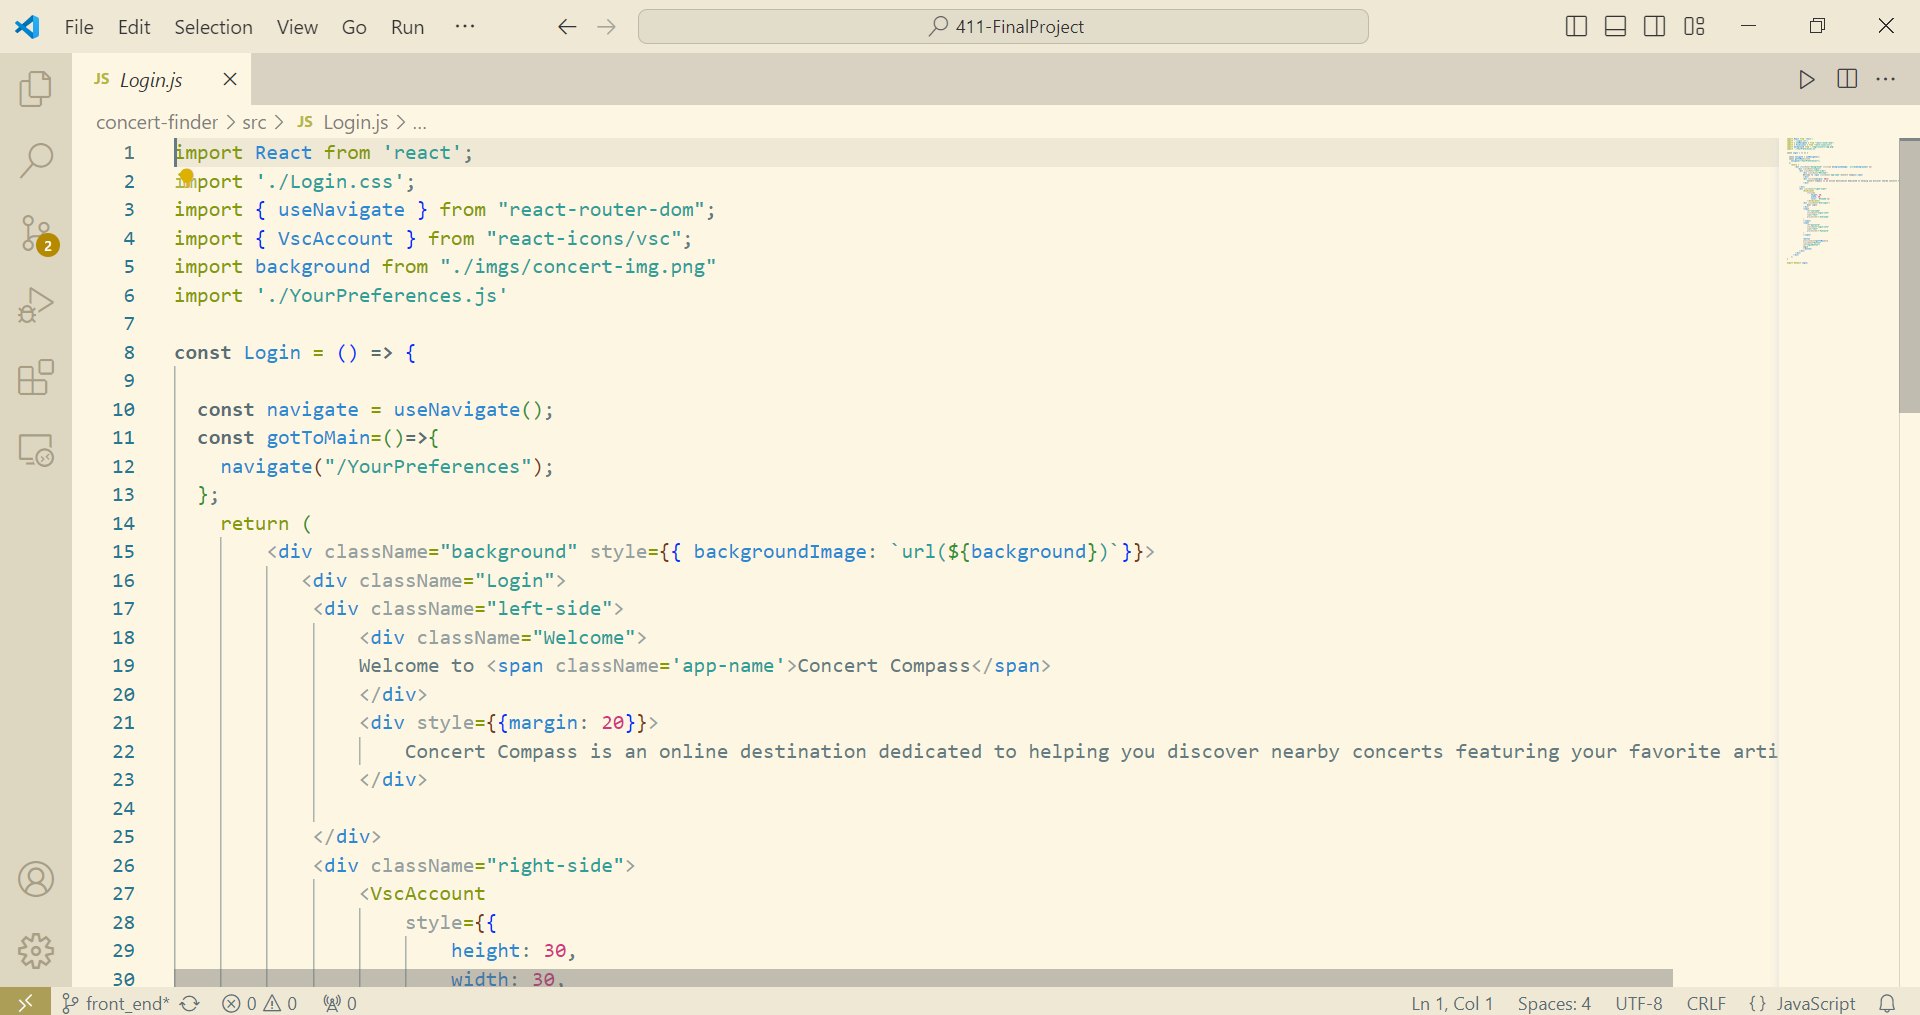 File Edit Selection View Go Run ··· 411-FinalProject
JS Login.js
concert-finder > src > JS Login.js > ...
1 import React from 'react';
2 import './Login.css';
3 import { useNavigate } from "react-router-dom";
4 import { VscAccount } from "react-icons/vsc";
5 import background from "./imgs/concert-img.png"
6 import './YourPreferences.js'
7
8 const Login = () => {
9
10 const navigate = useNavigate();
11 const gotToMain=()=>{
12 navigate("/YourPreferences");
13 };
14 return (
15 <div className="background" style={{ backgroundImage: `url(${background})`}}>
16 <div className="Login">
17 <div className="left-side">
18 <div className="Welcome">
19 Welcome to <span className='app-name'>Concert Compass</span>
20 </div>
21 <div style={{margin: 20}}>
22 Concert Compass is an online destination dedicated to helping you discover nearby concerts featuring your favorite arti
23 </div>
24
25 </div>
26 <div className="right-side">
27 <VscAccount
28 style={{
29 height: 30,
30 width: 30,
2
front_end* 0 0 0 Ln 1, Col 1 Spaces: 4 UTF-8 CRLF {} JavaScript